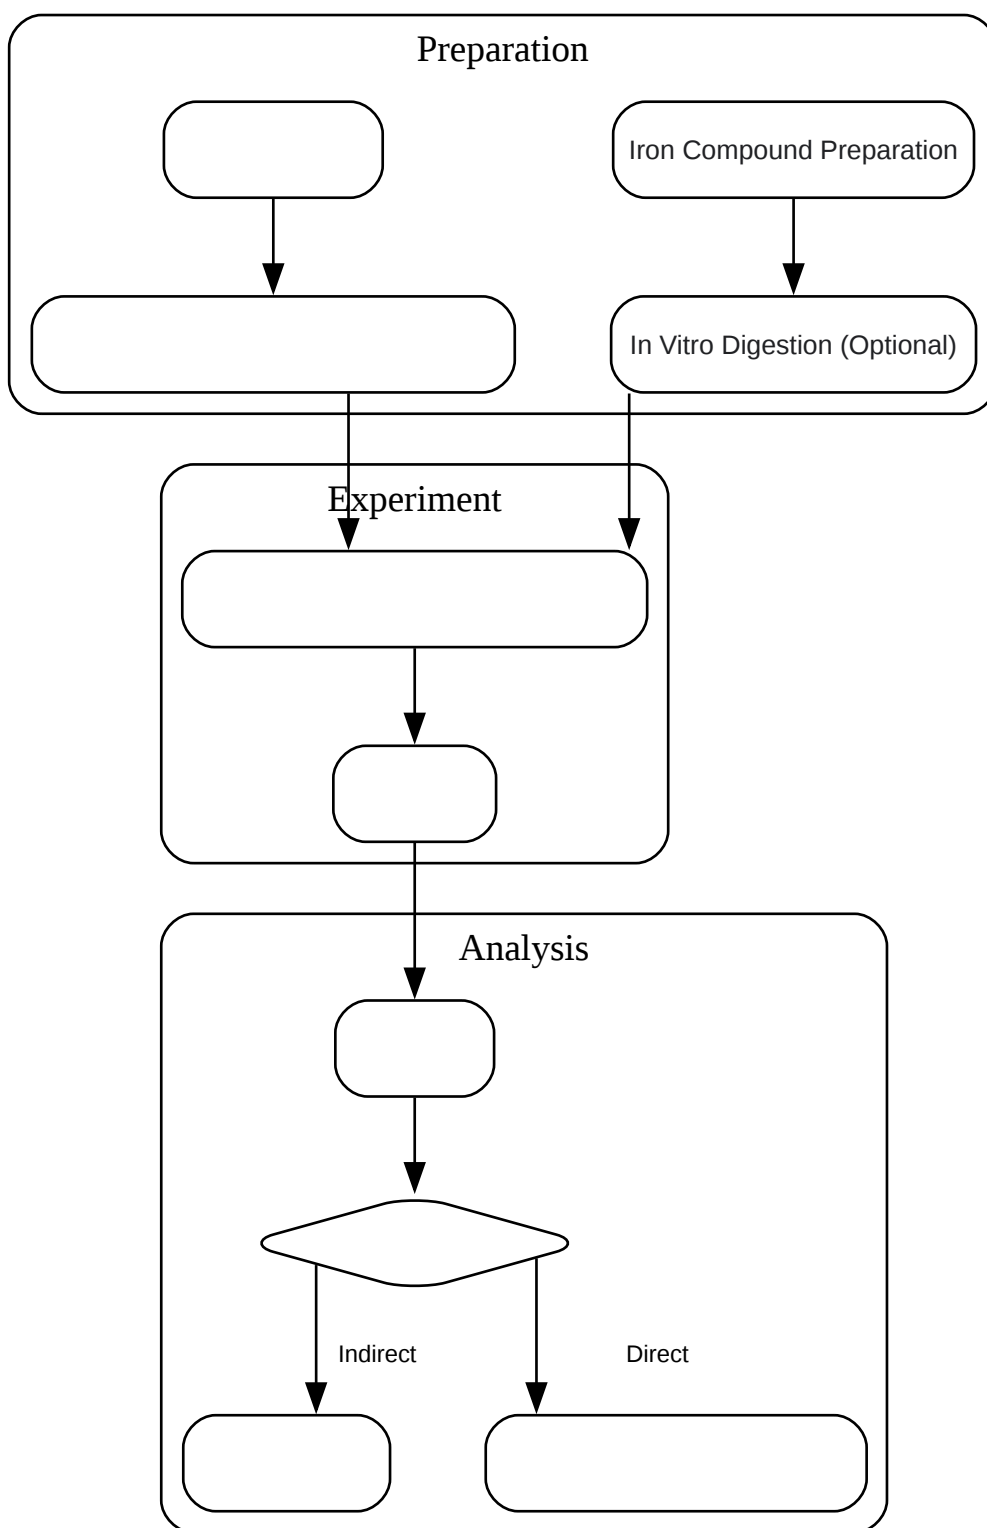 Preparation
Iron Compound Preparation
In Vitro Digestion (Optional)
Experiment
Analysis
Indirect
Direct